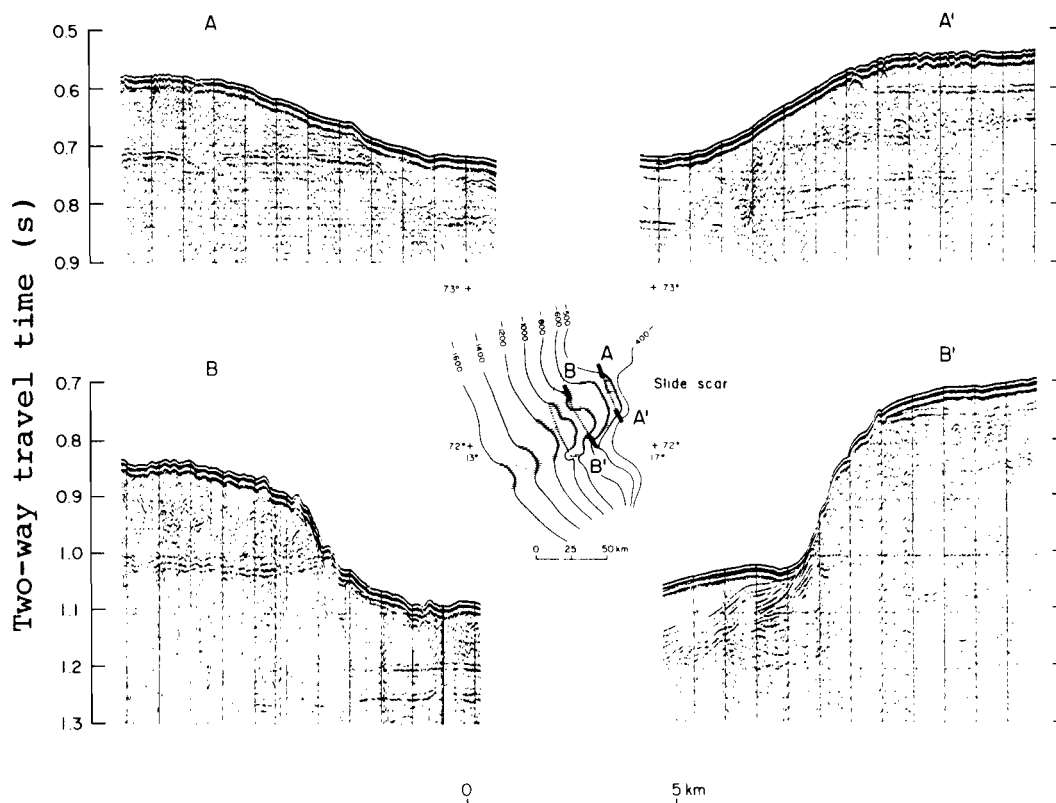 A
A'
0.5
0.6
0.7
0.8
0.9
Two-way travel time (s)
73° +
+ 73°
-1600
-1400
-1200
-1000
-800
-600
-500
400-
A
B
Slide scar
A'
B'
72° +
13°
+ 72°
17°
0 25 50 km
B
B'
0.7
0.8
0.9
1.0
1.1
1.2
1.3
0 5 km